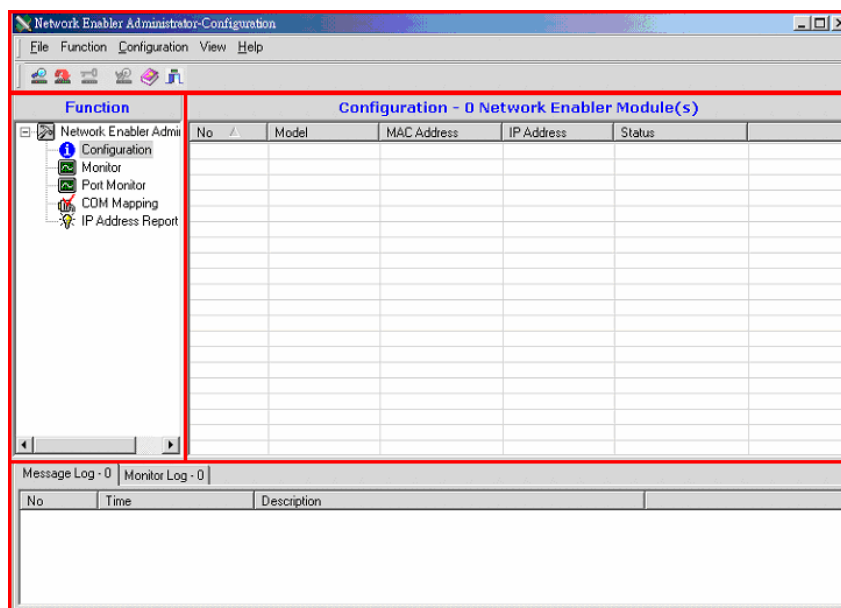 Network Enabler Administrator-Configuration
File Function Configuration View Help
Function
Configuration - 0 Network Enabler Module(s)
Network Enabler Admi
Configuration
Monitor
Port Monitor
COM Mapping
IP Address Report
No Model MAC Address IP Address Status
Message Log - 0 Monitor Log - 0
No Time Description